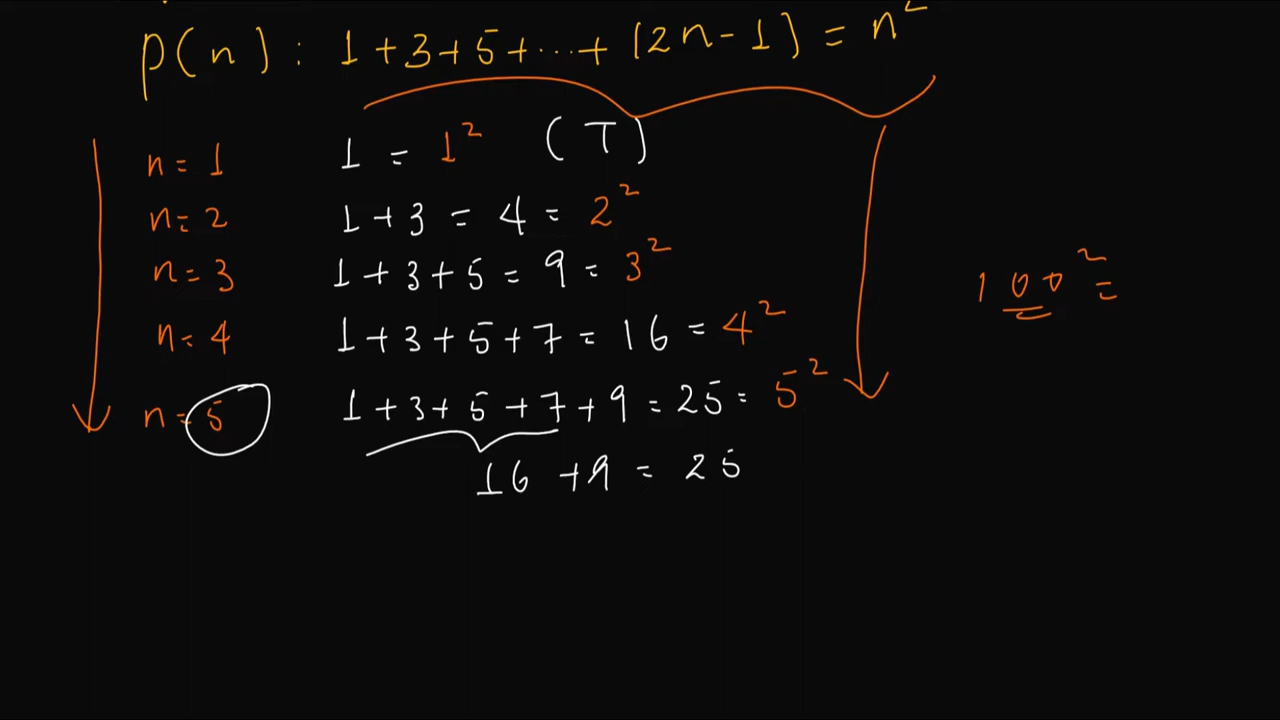 P(n) : 1+3+5+...+(2n-1) = n²
n = 1 1 = 1² (T)
n = 2 1+3 = 4 = 2²
n = 3 1+3+5 = 9 = 3²
100² =
n = 4 1+3+5+7 = 16 = 4²
n = 5 1+3+5+7+9 = 25 = 5²
16 +9 = 25